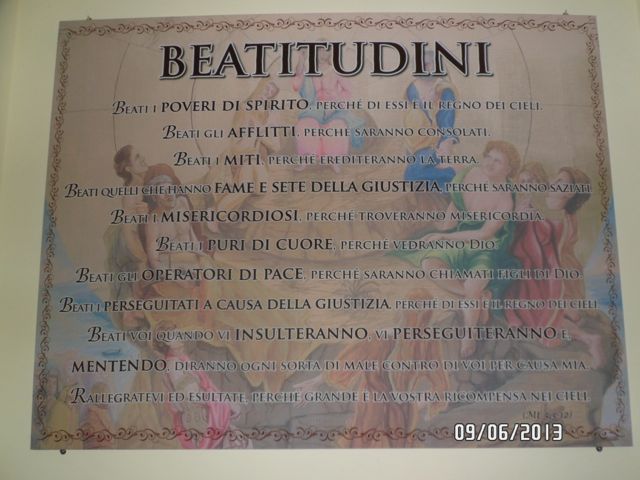 BEATITUDINI
BEATI I POVERI DI SPIRITO, PERCHÉ DI ESSI È IL REGNO DEI CIELI.
BEATI GLI AFFLITTI, PERCHÉ SARANNO CONSOLATI.
BEATI I MITI, PERCHÉ EREDITERANNO LA TERRA.
BEATI QUELLI CHE HANNO FAME E SETE DELLA GIUSTIZIA, PERCHÉ SARANNO SAZIATI.
BEATI I MISERICORDIOSI, PERCHÉ TROVERANNO MISERICORDIA.
BEATI I PURI DI CUORE, PERCHÉ VEDRANNO DIO.
BEATI GLI OPERATORI DI PACE, PERCHÉ SARANNO CHIAMATI FIGLI DI DIO.
BEATI I PERSEGUITATI A CAUSA DELLA GIUSTIZIA, PERCHÉ DI ESSI È IL REGNO DEI CIELI.
BEATI VOI QUANDO VI INSULTERANNO, VI PERSEGUITERANNO E,
MENTENDO, DIRANNO OGNI SORTA DI MALE CONTRO DI VOI PER CAUSA MIA.
RALLEGRATEVI ED ESULTATE, PERCHÉ GRANDE È LA VOSTRA RICOMPENSA NEI CIELI.
(Mt 5,3-12)
09/06/2013